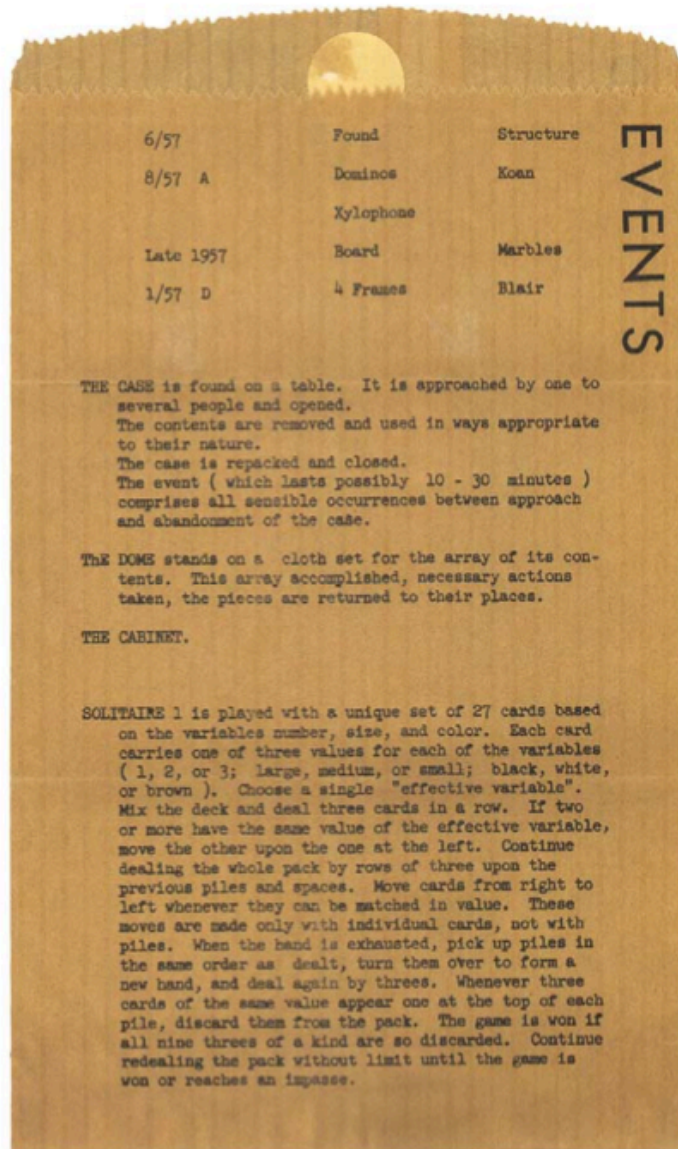 EVENTS
6/57 Found Structure
8/57 A Dominos Koan
Xylophone
Late 1957 Board Marbles
1/57 D 4 Frames Blair
THE CASE is found on a table. It is approached by one to
several people and opened.
The contents are removed and used in ways appropriate
to their nature.
The case is repacked and closed.
The event ( which lasts possibly 10 - 30 minutes )
comprises all sensible occurrences between approach
and abandonment of the case.
ThE DOME stands on a cloth set for the array of its con-
tents. This array accomplished, necessary actions
taken, the pieces are returned to their places.
THE CABINET.
SOLITAIRE 1 is played with a unique set of 27 cards based
on the variables number, size, and color. Each card
carries one of three values for each of the variables
( 1, 2, or 3; large, medium, or small; black, white,
or brown ). Choose a single "effective variable".
Mix the deck and deal three cards in a row. If two
or more have the same value of the effective variable,
move the other upon the one at the left. Continue
dealing the whole pack by rows of three upon the
previous piles and spaces. Move cards from right to
left whenever they can be matched in value. These
moves are made only with individual cards, not with
piles. When the hand is exhausted, pick up piles in
the same order as dealt, turn them over to form a
new hand, and deal again by threes. Whenever three
cards of the same value appear one at the top of each
pile, discard them from the pack. The game is won if
all nine threes of a kind are so discarded. Continue
redealing the pack without limit until the game is
won or reaches an impasse.